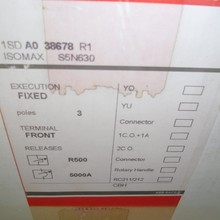 1SD A0 38678 R1
ISOMAX S5N630
EXECUTION
FIXED
poles 3
TERMINAL
FRONT
RELEASES
R500
5000A
YO
YU
Connector
1C.O.+1A
2C.O.
Connector
Rotary Handle